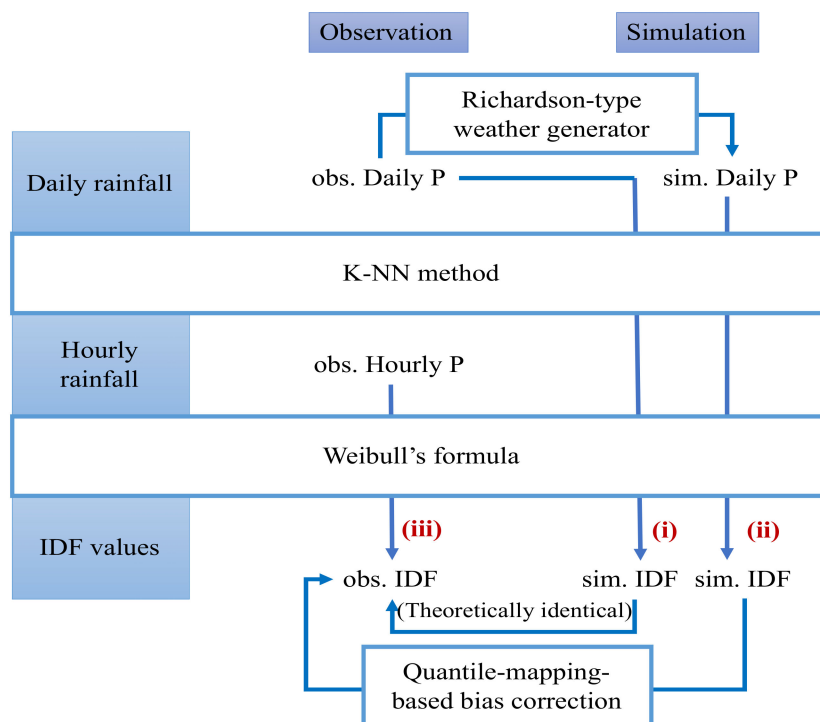 Observation
Simulation
Richardson-type
weather generator
Daily rainfall
obs. Daily P
sim. Daily P
K-NN method
Hourly
rainfall
obs. Hourly P
Weibull’s formula
IDF values
(iii)
(i)
(ii)
obs. IDF
sim. IDF
sim. IDF
(Theoretically identical)
Quantile-mapping-
based bias correction